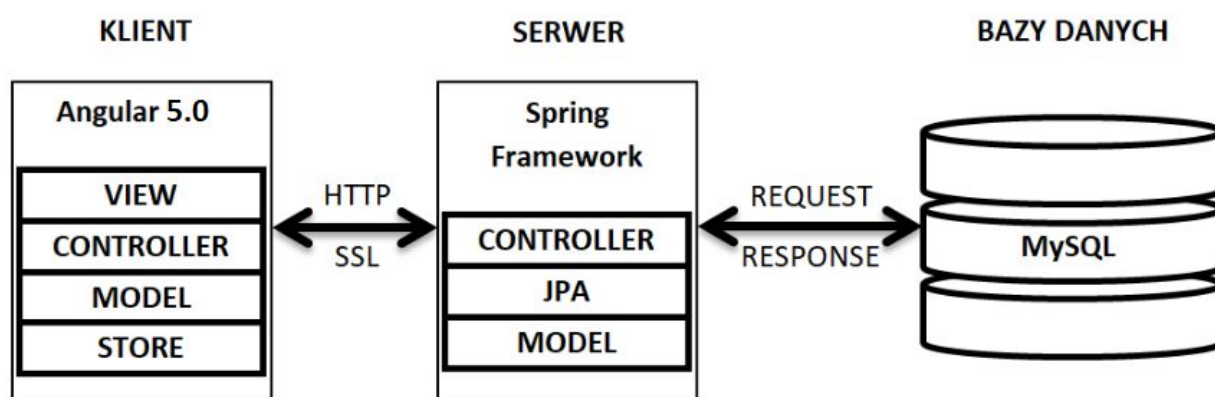 KLIENT
Angular 5.0
VIEW
CONTROLLER
MODEL
STORE
HTTP
SSL
SERWER
Spring
Framework
CONTROLLER
JPA
MODEL
REQUEST
RESPONSE
BAZY DANYCH
MySQL